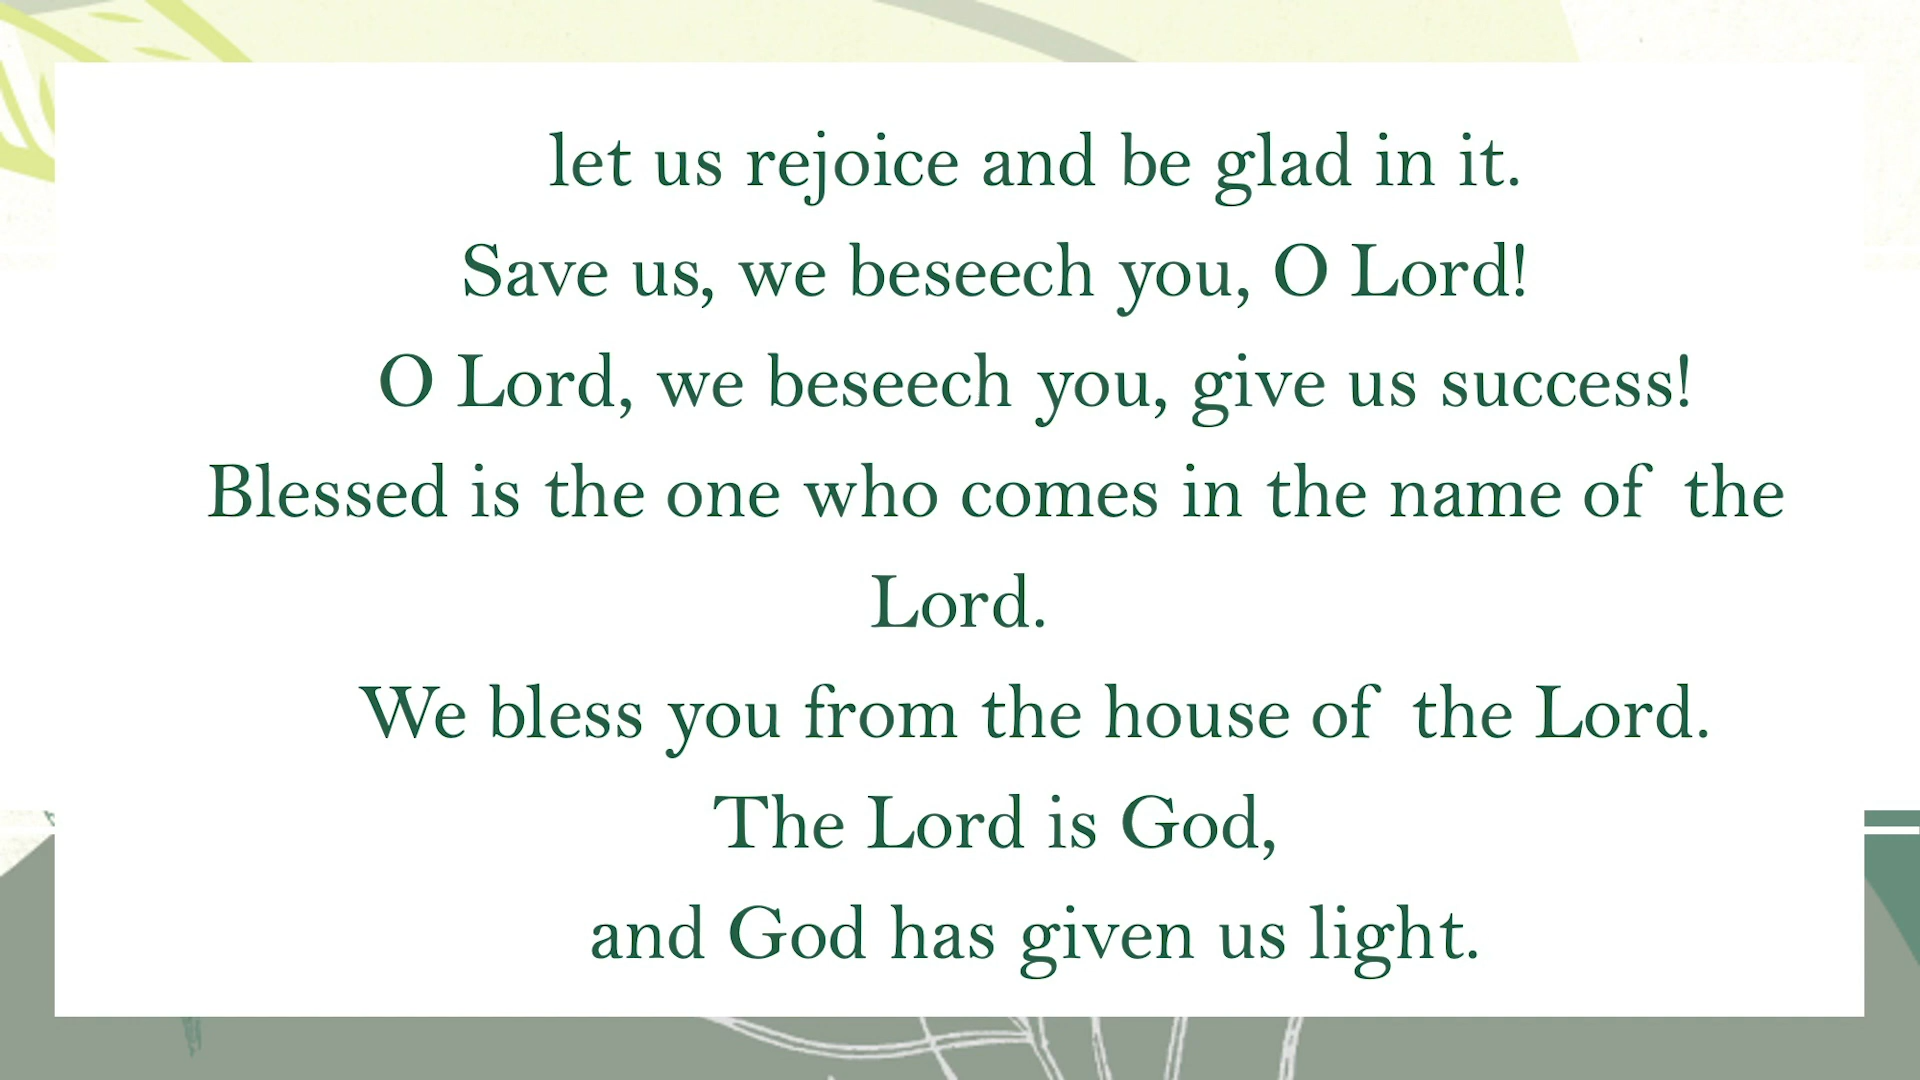 let us rejoice and be glad in it.
Save us, we beseech you, O Lord!
O Lord, we beseech you, give us success!
Blessed is the one who comes in the name of the
Lord.
We bless you from the house of the Lord.
The Lord is God,
and God has given us light.